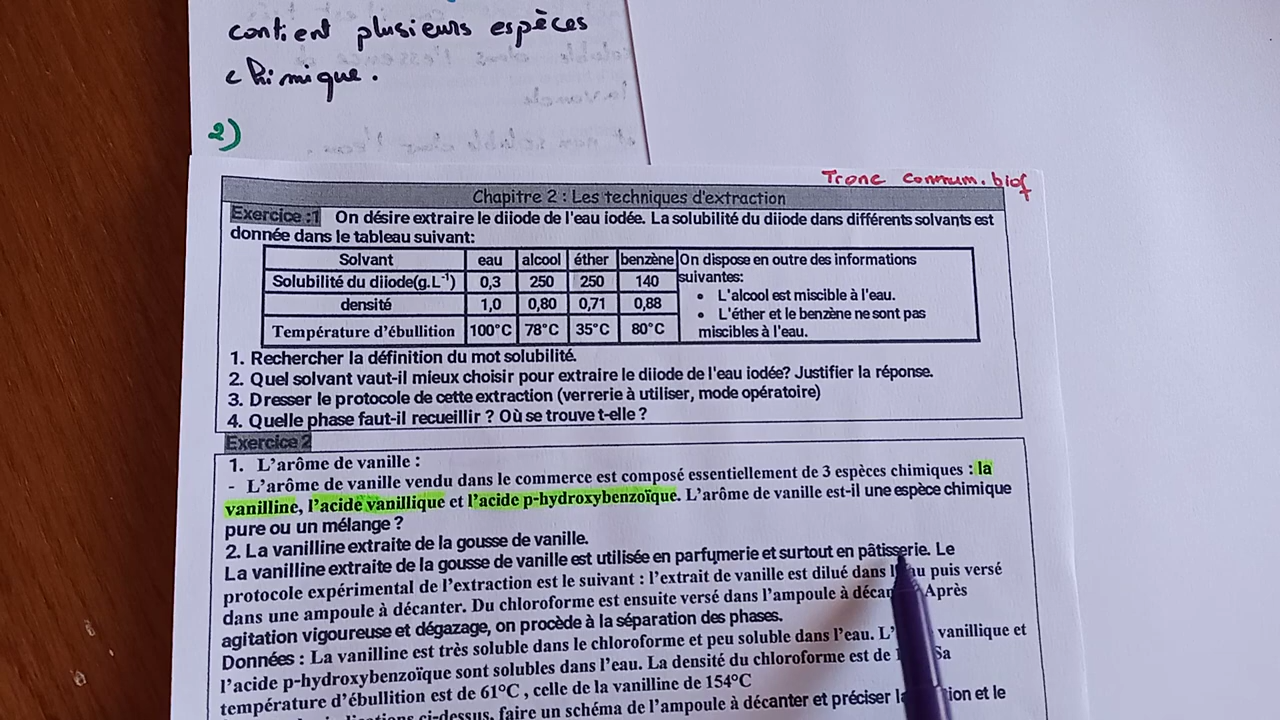 contient plusieurs espèces
chimique.
2)
Tronc commum. biof
Chapitre 2 : Les techniques d'extraction
Exercice :1 On désire extraire le diiode de l'eau iodée. La solubilité du diiode dans différents solvants est
donnée dans le tableau suivant:
Solvant eau alcool éther benzène
Solubilité du diiode(g.L⁻¹) 0,3 250 250 140
densité 1,0 0,80 0,71 0,88
Température d'ébullition 100°C 78°C 35°C 80°C
On dispose en outre des informations
suivantes:
• L'alcool est miscible à l'eau.
• L'éther et le benzène ne sont pas
miscibles à l'eau.
1. Rechercher la définition du mot solubilité.
2. Quel solvant vaut-il mieux choisir pour extraire le diiode de l'eau iodée? Justifier la réponse.
3. Dresser le protocole de cette extraction (verrerie à utiliser, mode opératoire)
4. Quelle phase faut-il recueillir ? Où se trouve t-elle ?
Exercice 2
1. L'arôme de vanille :
- L'arôme de vanille vendu dans le commerce est composé essentiellement de 3 espèces chimiques : la
vanilline, l'acide vanillique et l'acide p-hydroxybenzoïque. L'arôme de vanille est-il une espèce chimique
pure ou un mélange ?
2. La vanilline extraite de la gousse de vanille.
La vanilline extraite de la gousse de vanille est utilisée en parfumerie et surtout en pâtisserie. Le
protocole expérimental de l'extraction est le suivant : l'extrait de vanille est dilué dans puis versé
dans une ampoule à décanter. Du chloroforme est ensuite versé dans l'ampoule à Après
agitation vigoureuse et dégazage, on procède à la séparation des phases.
Données : La vanilline est très soluble dans le chloroforme et peu soluble dans l'eau. vanillique et
l'acide p-hydroxybenzoïque sont solubles dans l'eau. La densité du chloroforme est de Sa
température d'ébullition est de 61°C , celle de la vanilline de 154°C
ci-dessus, faire un schéma de l'ampoule à décanter et préciser et le